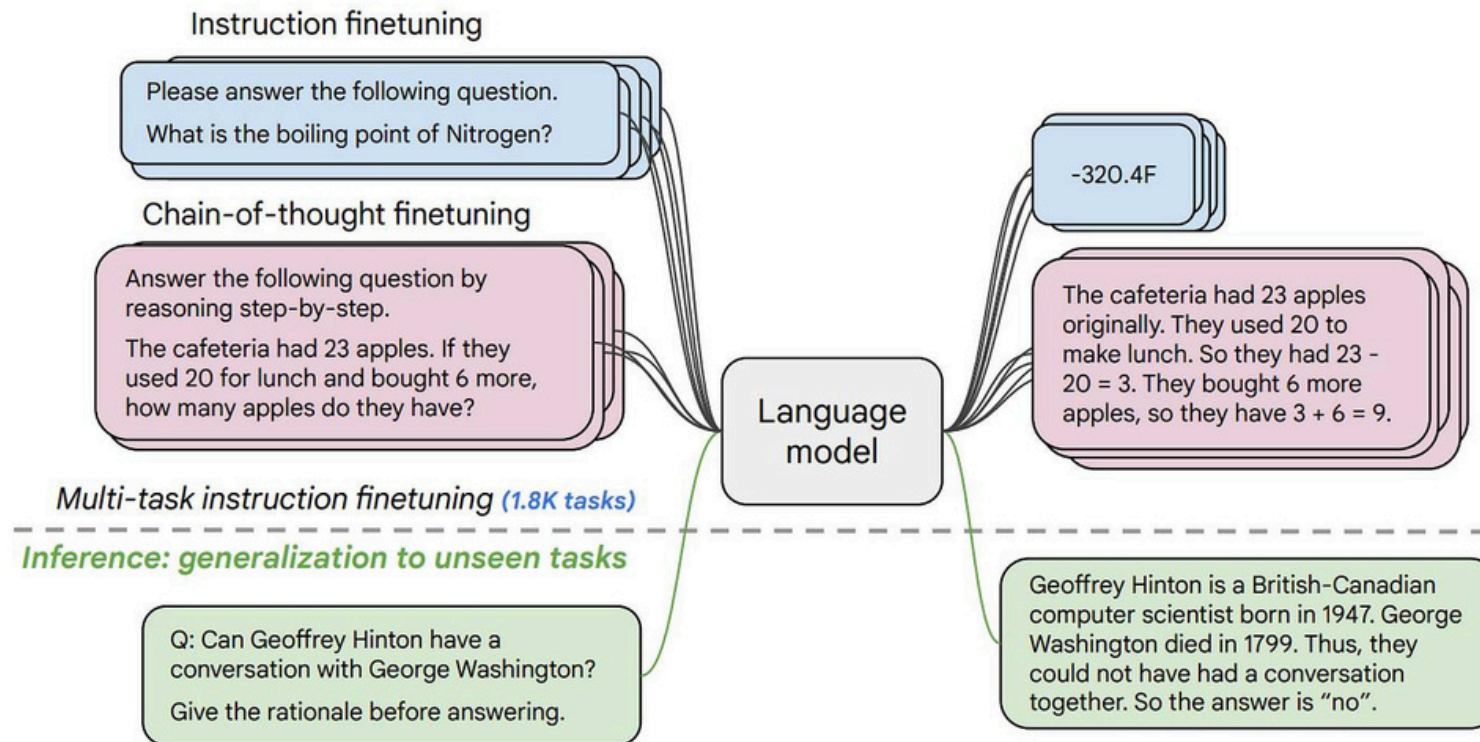 Instruction finetuning
Please answer the following question.
What is the boiling point of Nitrogen?
-320.4F
Chain-of-thought finetuning
Answer the following question by
reasoning step-by-step.
The cafeteria had 23 apples. If they
used 20 for lunch and bought 6 more,
how many apples do they have?
Language
model
The cafeteria had 23 apples
originally. They used 20 to
make lunch. So they had 23 -
20 = 3. They bought 6 more
apples, so they have 3 + 6 = 9.
Multi-task instruction finetuning (1.8K tasks)
Inference: generalization to unseen tasks
Q: Can Geoffrey Hinton have a
conversation with George Washington?
Give the rationale before answering.
Geoffrey Hinton is a British-Canadian
computer scientist born in 1947. George
Washington died in 1799. Thus, they
could not have had a conversation
together. So the answer is “no”.